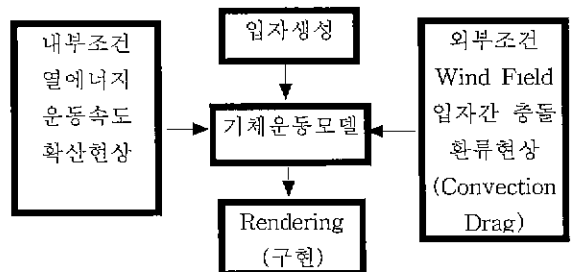 입자생성
내부조건
열에너지
운동속도
확산현상
기체운동모델
외부조건
Wind Field
입자간 충돌
환류현상
(Convection
Drag)
Rendering
(구현)